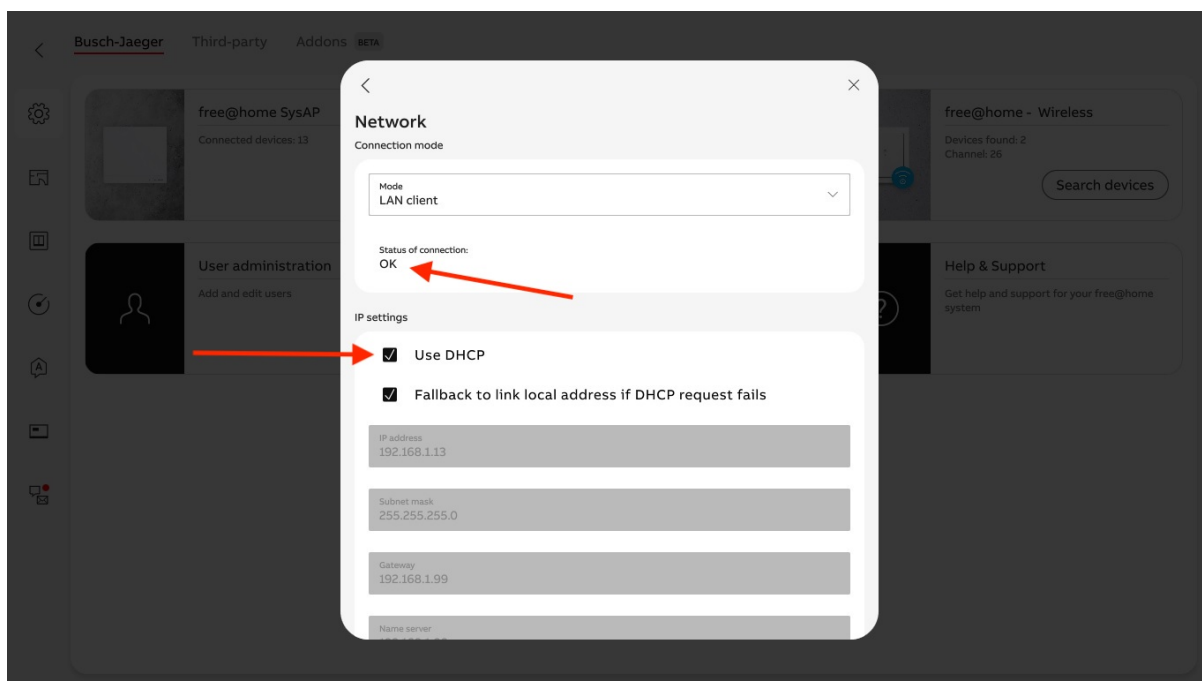 Busch-Jaeger Third-party Addons BETA
free@home SysAP
Connected devices: 13
free@home - Wireless
Devices found: 2
Channel: 26
Search devices
User administration
Add and edit users
Help & Support
Get help and support for your free@home
system
Network
Connection mode
Mode
LAN client
Status of connection:
OK
IP settings
Use DHCP
Fallback to link local address if DHCP request fails
IP address
192.168.1.13
Subnet mask
255.255.255.0
Gateway
192.168.1.99
Name server